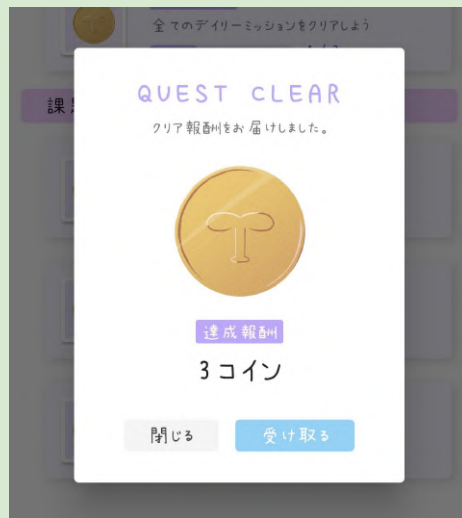 全てのデイリーミッションをクリアしよう
QUEST CLEAR
クリア報酬をお届けしました。
達成報酬
3コイン
閉じる
受け取る